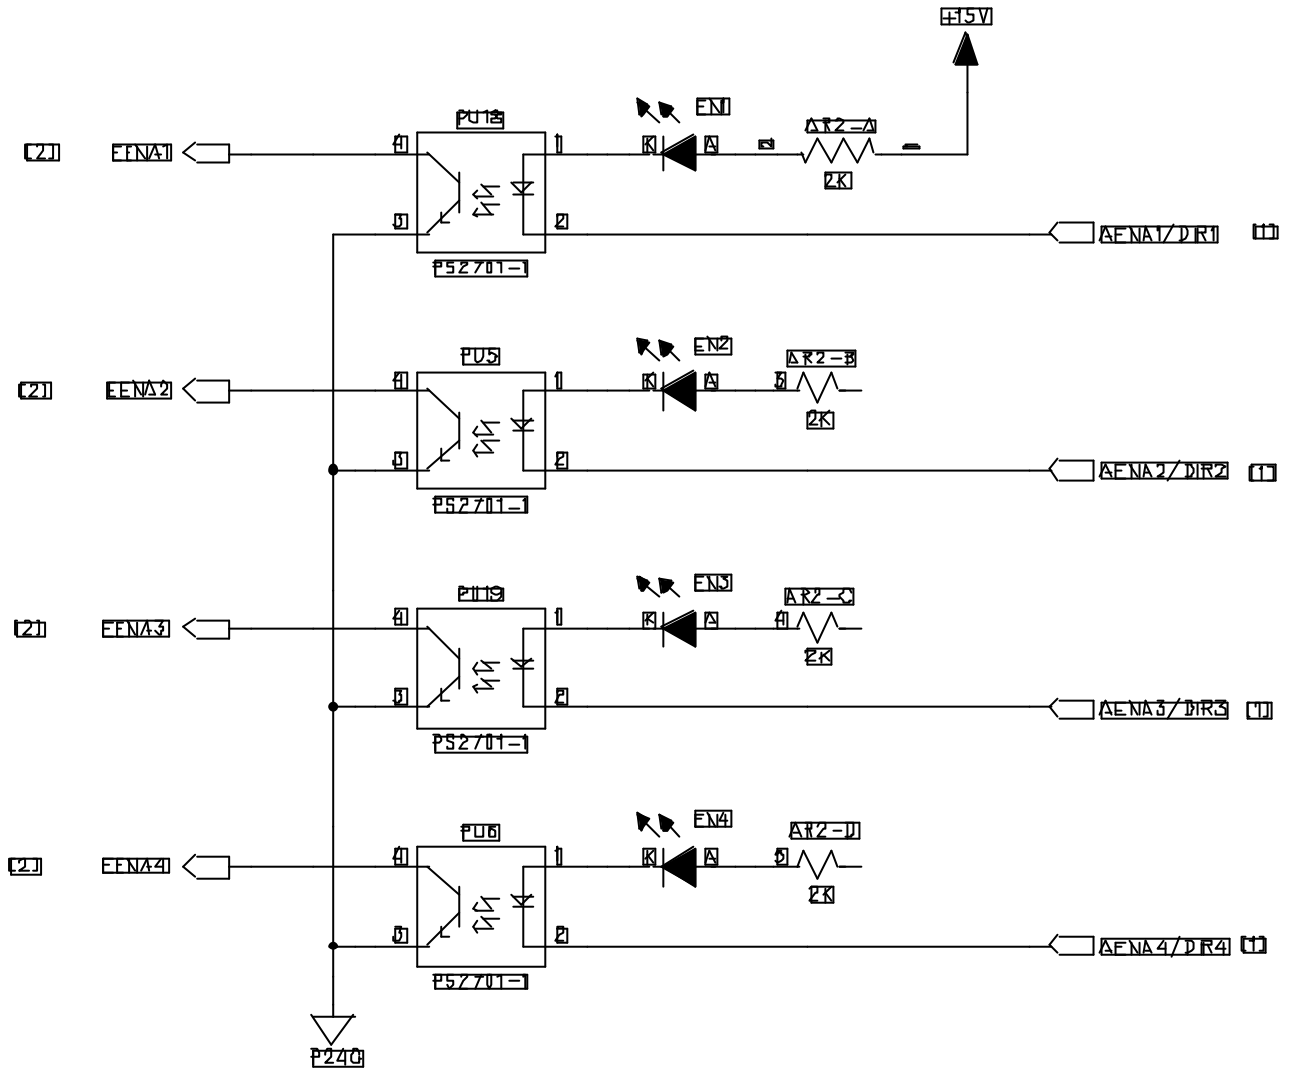 +15V
PU18 EN1 AR2-A
[2] EENA1 4 1 K A 2 1
2K
3 2 AENA1/DIR1 [1]
PS2701-1
PU5 EN2 AR2-B
[2] EENA2 4 1 K A 3
2K
3 2 AENA2/DIR2 [1]
PS2701-1
PU19 EN3 AR2-C
[2] EENA3 4 1 K A 4
2K
3 2 AENA3/DIR3 [1]
PS2701-1
PU6 EN4 AR2-D
[2] EENA4 4 1 K A 5
2K
3 2 AENA4/DIR4 [1]
PS2701-1